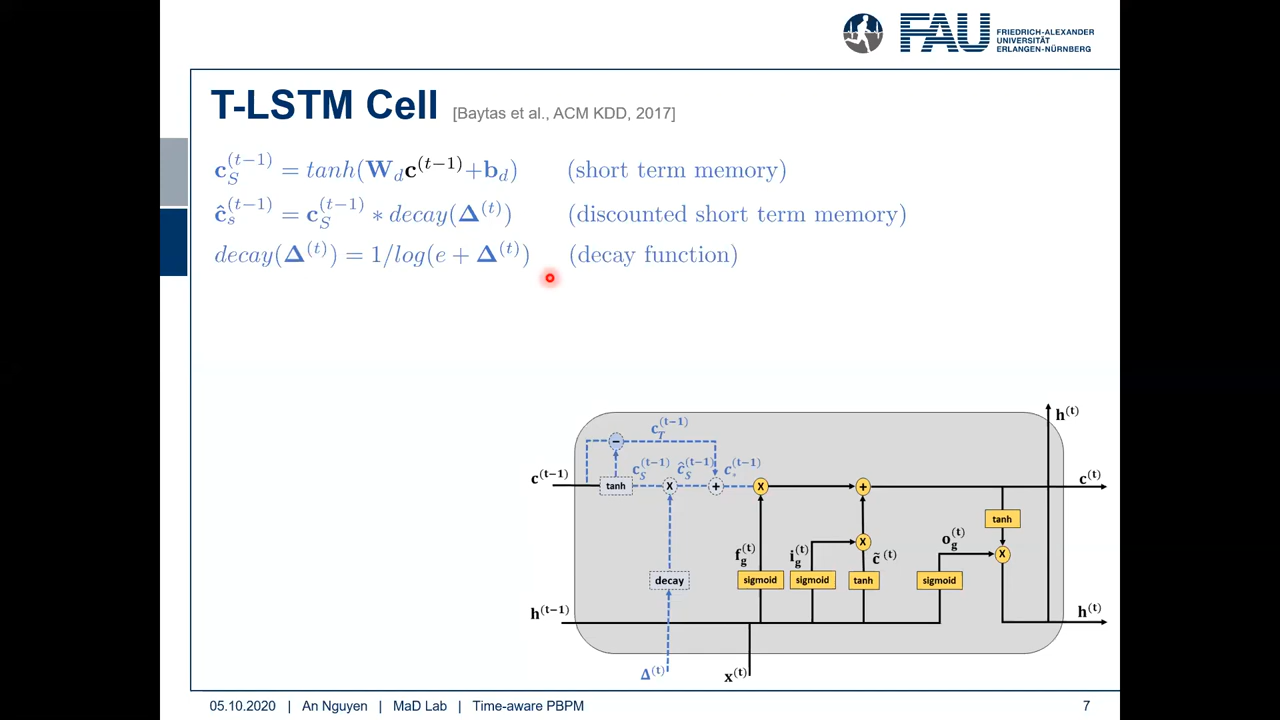 FAU
FRIEDRICH-ALEXANDER
UNIVERSITÄT
ERLANGEN-NÜRNBERG
T-LSTM Cell [Baytas et al., ACM KDD, 2017]
c_S^(t−1) = tanh(W_d c^(t−1)+b_d) (short term memory)
ĉ_s^(t−1) = c_S^(t−1) ∗ decay(Δ^(t)) (discounted short term memory)
decay(Δ^(t)) = 1/log(e + Δ^(t)) (decay function)
h^(t)
c_T^(t−1)
−
c^(t−1)
c_S^(t−1) ĉ_S^(t−1) c_*^(t−1)
c^(t)
tanh X + X +
tanh
f_g^(t) i_g^(t) X c̃^(t) o_g^(t) X
decay sigmoid sigmoid tanh sigmoid
h^(t−1)
h^(t)
Δ^(t) x^(t)
05.10.2020 | An Nguyen | MaD Lab | Time-aware PBPM 7